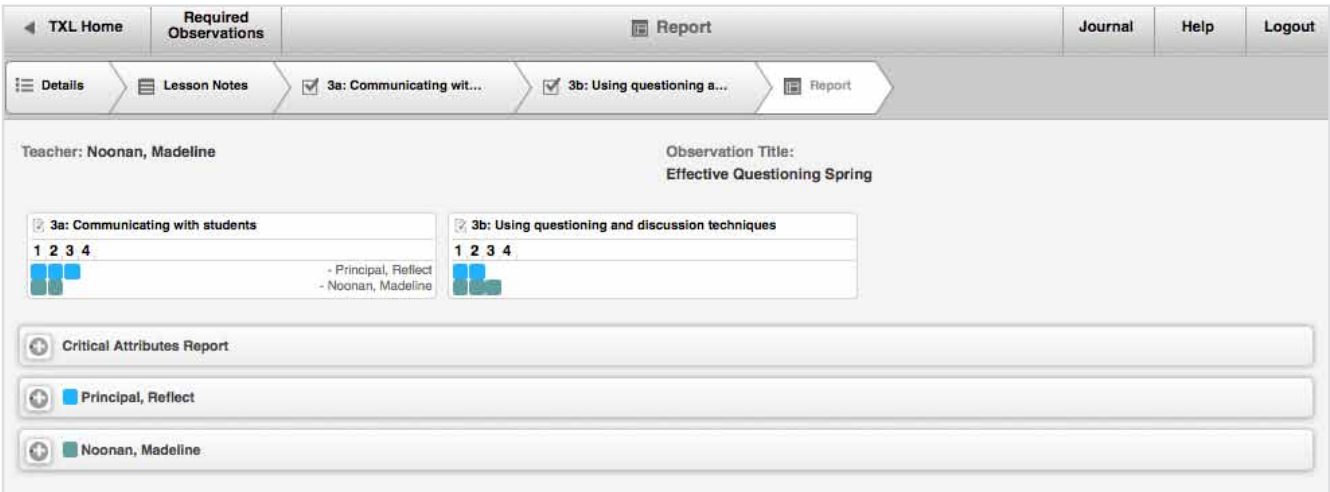 TXL Home
Required
Observations
Report
Journal
Help
Logout
Details
Lesson Notes
3a: Communicating wit...
3b: Using questioning a...
Report
Teacher: Noonan, Madeline
Observation Title:
Effective Questioning Spring
3a: Communicating with students
1 2 3 4
- Principal, Reflect
- Noonan, Madeline
3b: Using questioning and discussion techniques
1 2 3 4
Critical Attributes Report
Principal, Reflect
Noonan, Madeline